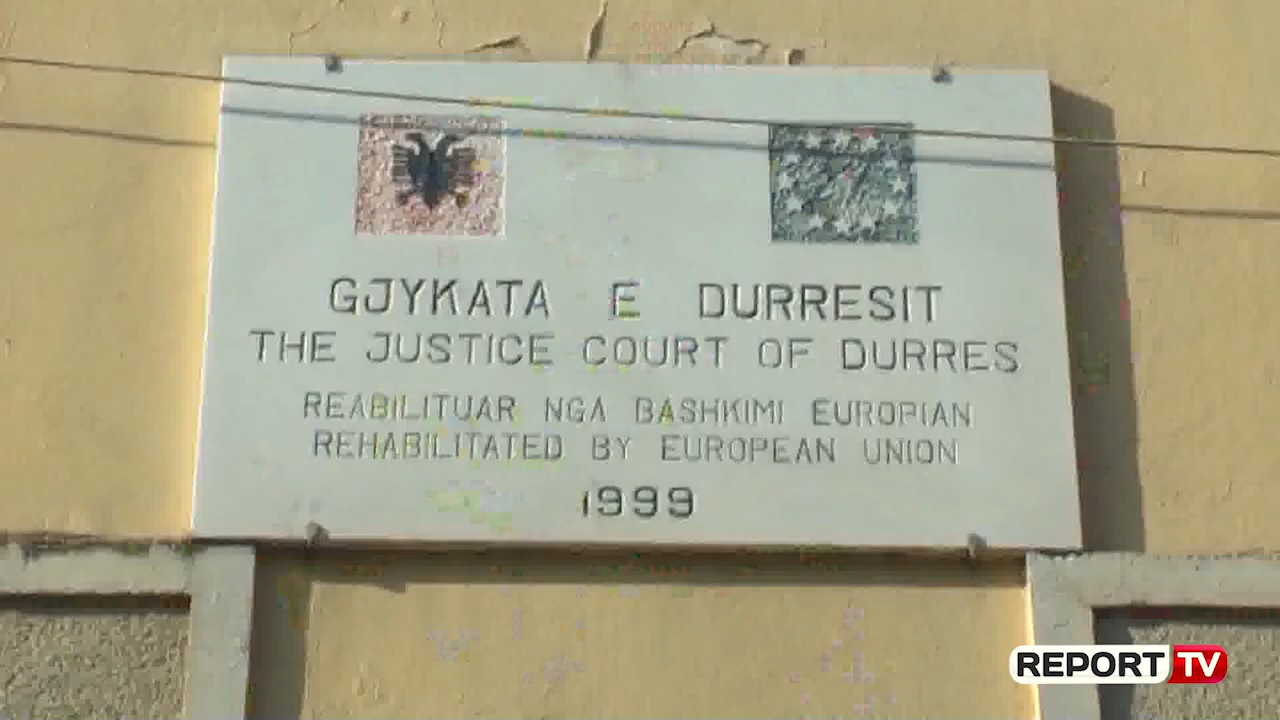 GJYKATA E DURRESIT
THE JUSTICE COURT OF DURRES
REABILITUAR NGA BASHKIMI EUROPIAN
REHABILITATED BY EUROPEAN UNION
1999
REPORT TV